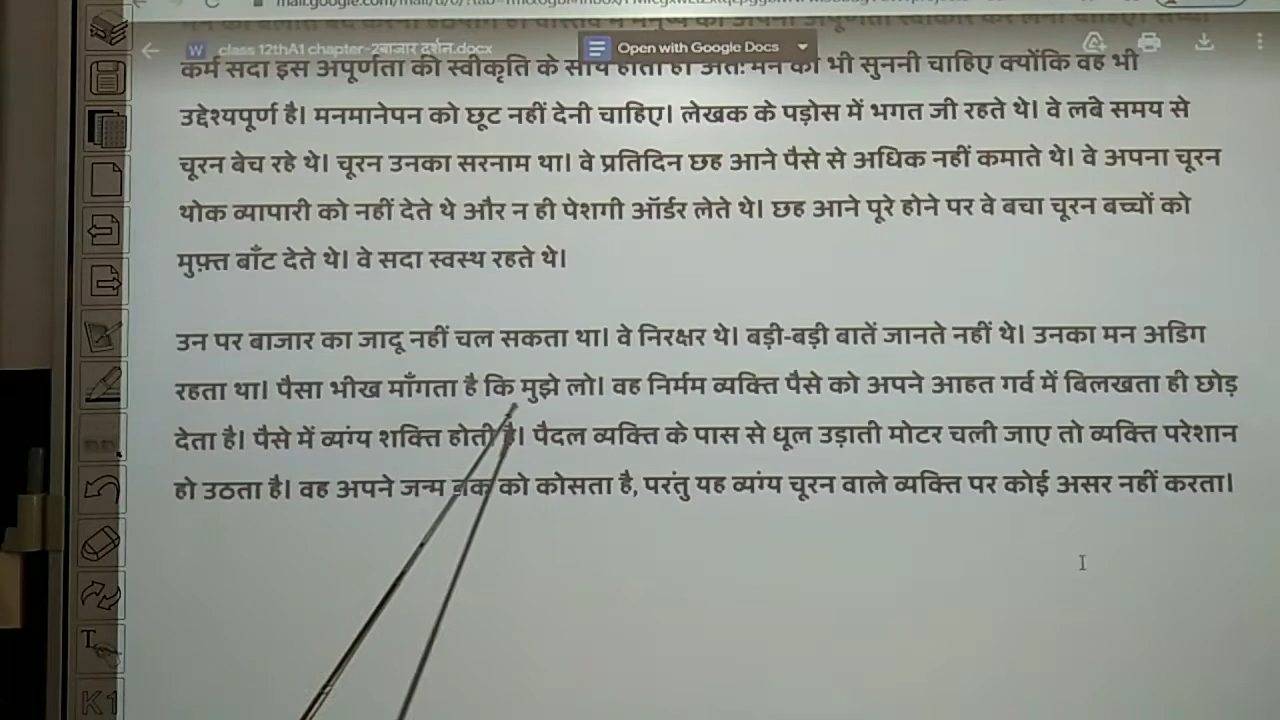 class 12thA1 chapter-2बाजार दर्शन.docx
Open with Google Docs
कर्म सदा इस अपूर्णता की स्वीकृति के साथ होता है। अतः मन की भी सुननी चाहिए क्योंकि वह भी
उद्देश्यपूर्ण है। मनमानेपन को छूट नहीं देनी चाहिए। लेखक के पड़ोस में भगत जी रहते थे। वे लबे समय से
चूरन बेच रहे थे। चूरन उनका सरनाम था। वे प्रतिदिन छह आने पैसे से अधिक नहीं कमाते थे। वे अपना चूरन
थोक व्यापारी को नहीं देते थे और न ही पेशगी ऑर्डर लेते थे। छह आने पूरे होने पर वे बचा चूरन बच्चों को
मुफ़्त बाँट देते थे। वे सदा स्वस्थ रहते थे।
उन पर बाजार का जादू नहीं चल सकता था। वे निरक्षर थे। बड़ी-बड़ी बातें जानते नहीं थे। उनका मन अडिग
रहता था। पैसा भीख माँगता है कि मुझे लो। वह निर्मम व्यक्ति पैसे को अपने आहत गर्व में बिलखता ही छोड़
देता है। पैसे में व्यंग्य शक्ति होती है। पैदल व्यक्ति के पास से धूल उड़ाती मोटर चली जाए तो व्यक्ति परेशान
हो उठता है। वह अपने जन्म तक को कोसता है, परंतु यह व्यंग्य चूरन वाले व्यक्ति पर कोई असर नहीं करता।
K1